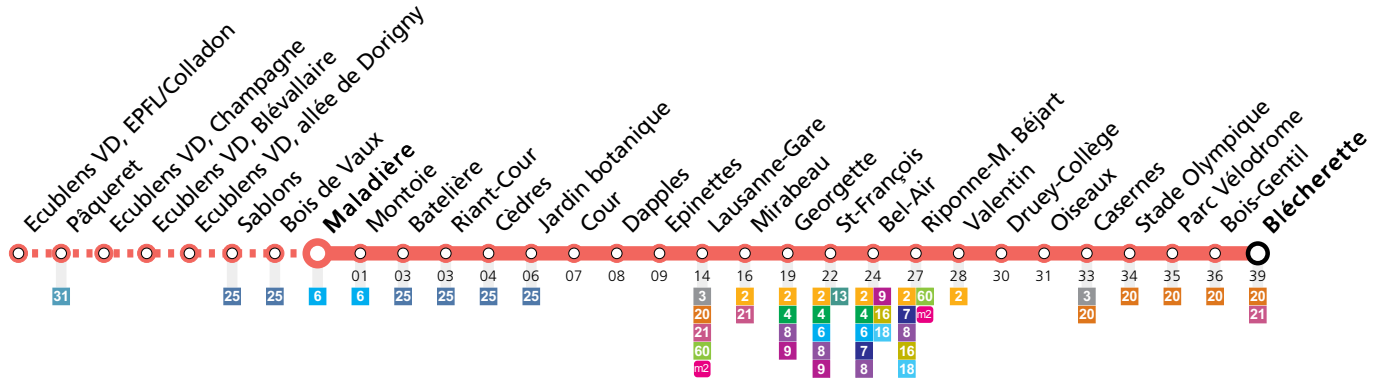 Ecublens VD, EPFL/Colladon
Pâqueret
Ecublens VD, Champagne
Ecublens VD, Blévallaire
Ecublens VD, allée de Dorigny
Sablons
Bois de Vaux
Maladière
Montoie
Batelière
Riant-Cour
Cèdres
Jardin botanique
Cour
Dapples
Epinettes
Lausanne-Gare
Mirabeau
Georgette
St-François
Bel-Air
Riponne-M. Béjart
Valentin
Druey-Collège
Oiseaux
Casernes
Stade Olympique
Parc Vélodrome
Bois-Gentil
Blécherette
01 03 03 04 06 07 08 09 14 16 19 22 24 27 28 30 31 33 34 35 36 39
31 25 25 6 6 25 25 25 25 3 2 2 2 13 2 9 2 60 2 3 20 20 20 20
20 21 4 4 4 16 7 m2 20 21
21 8 6 6 18 8
60 9 8 7 16
m2 9 8 18